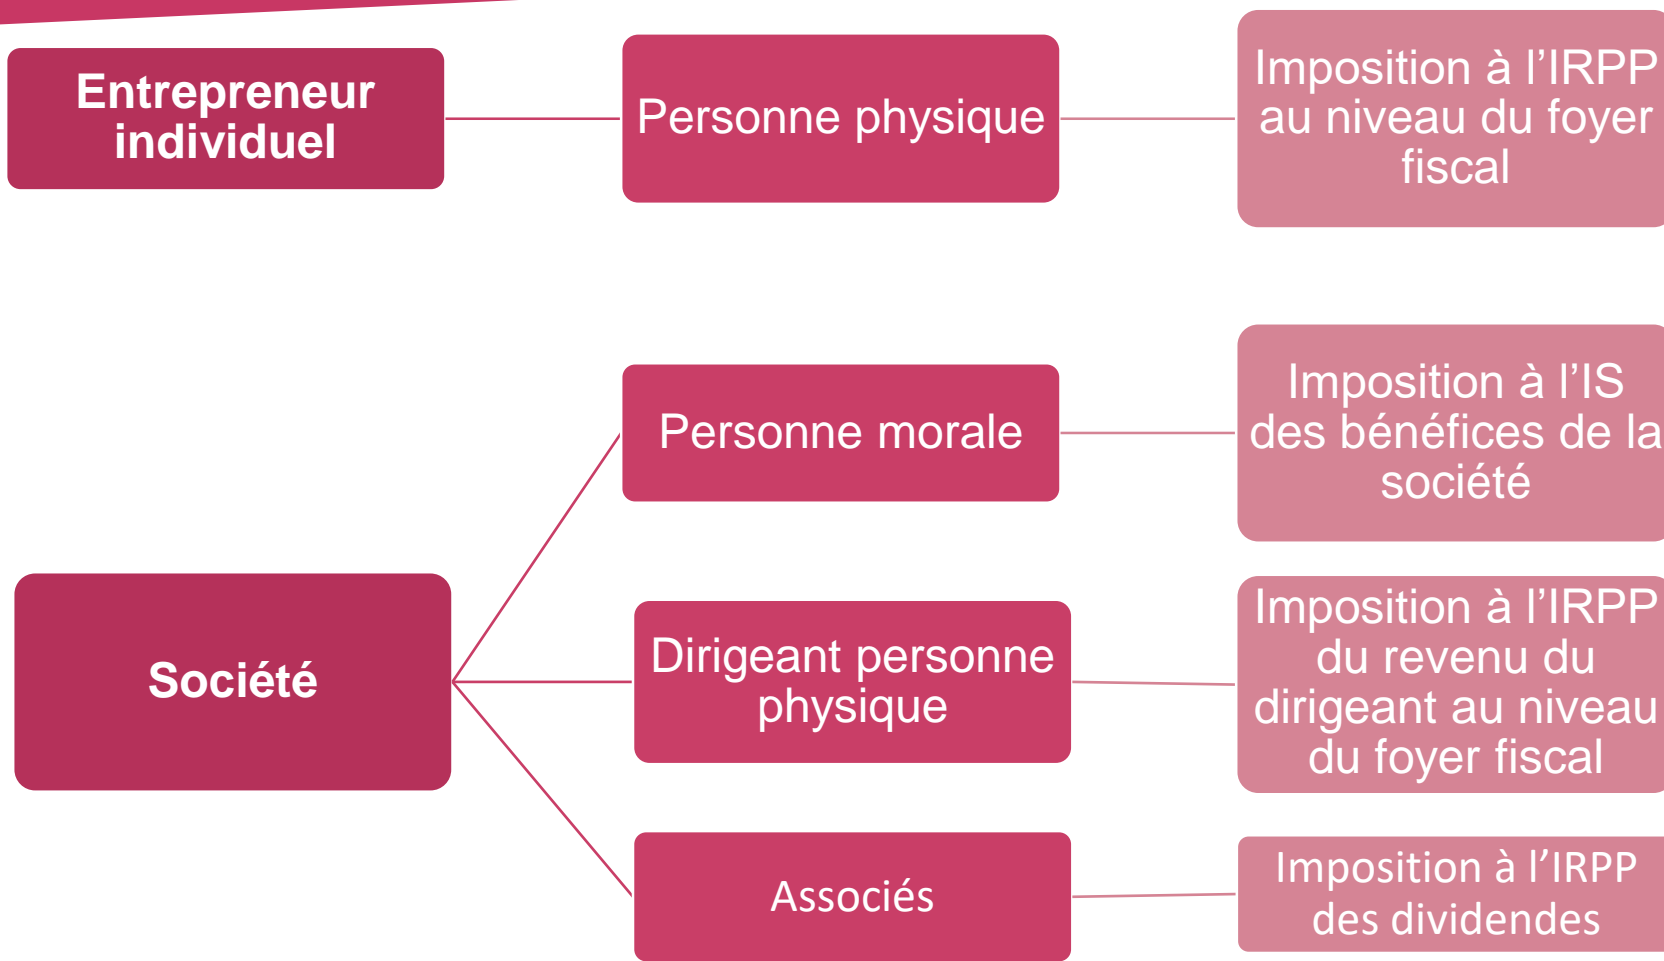 Entrepreneur
individuel
Personne physique
Imposition à l’IRPP
au niveau du foyer
fiscal
Société
Personne morale
Imposition à l’IS
des bénéfices de la
société
Dirigeant personne
physique
Imposition à l’IRPP
du revenu du
dirigeant au niveau
du foyer fiscal
Associés
Imposition à l’IRPP
des dividendes